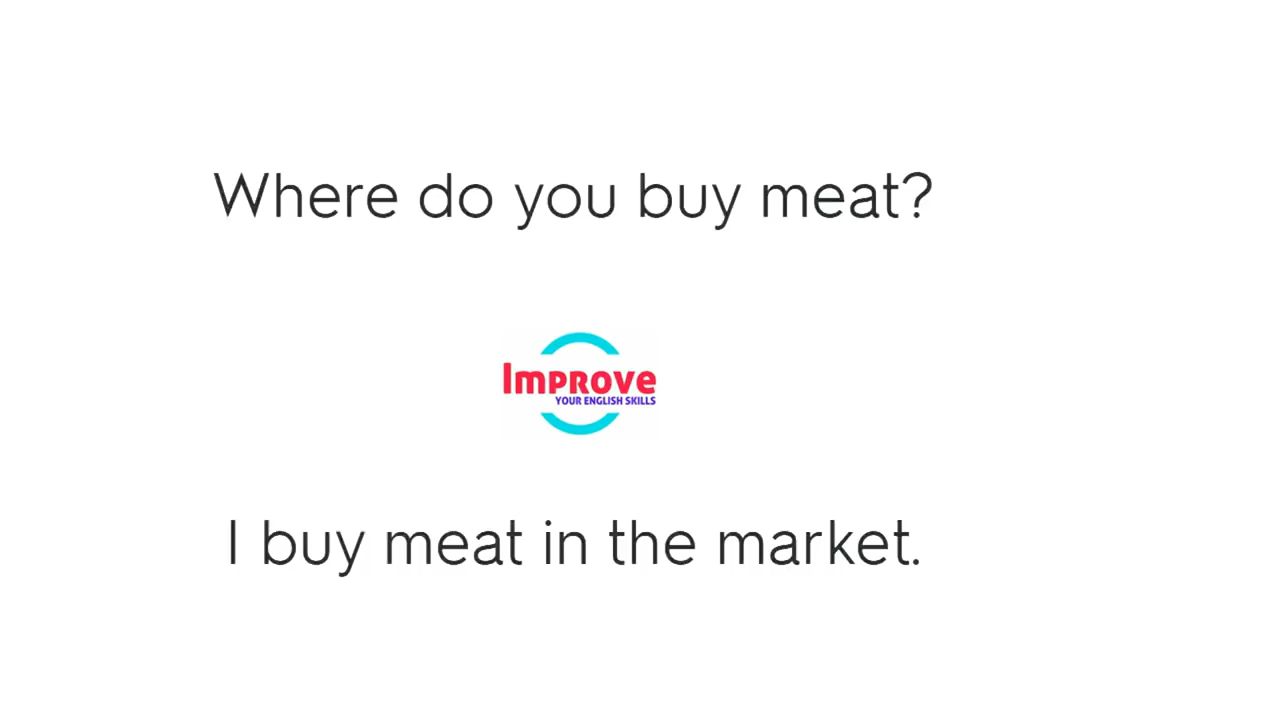 Where do you buy meat?
Improve
YOUR ENGLISH SKILLS
I buy meat in the market.